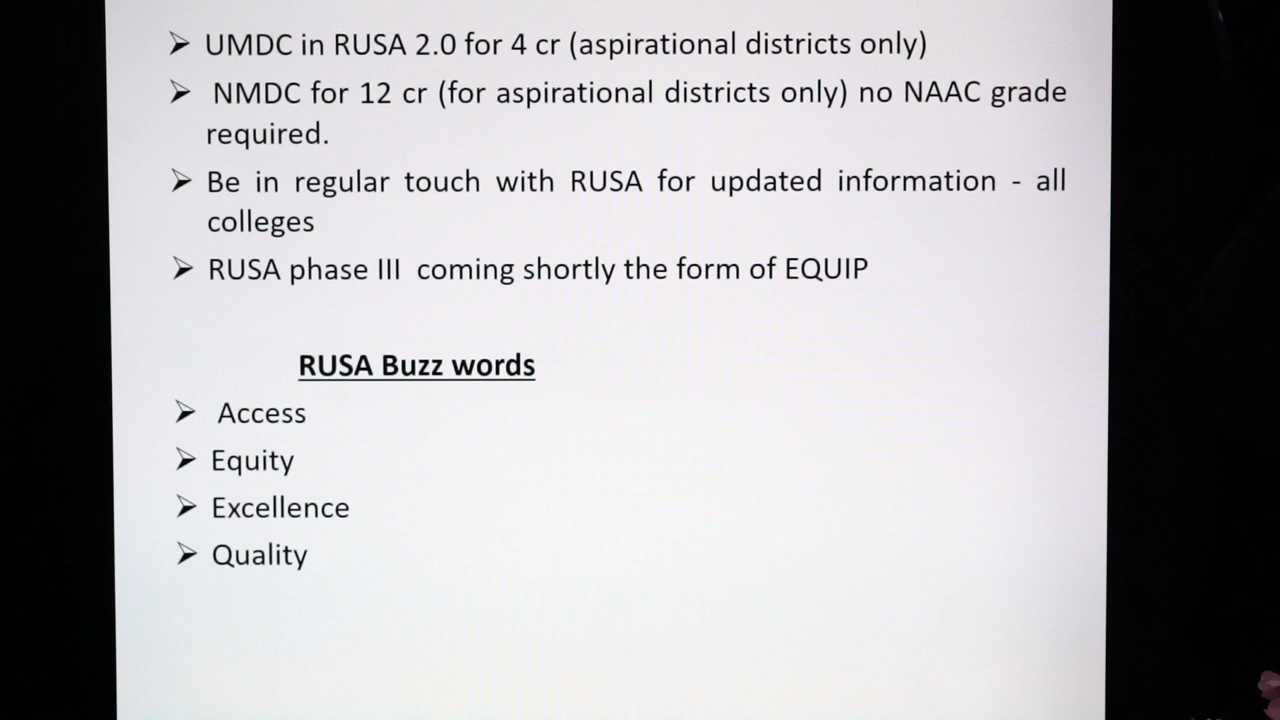 ➢ UMDC in RUSA 2.0 for 4 cr (aspirational districts only)
➢ NMDC for 12 cr (for aspirational districts only) no NAAC grade
required.
➢ Be in regular touch with RUSA for updated information - all
colleges
➢ RUSA phase III coming shortly the form of EQUIP
RUSA Buzz words
➢ Access
➢ Equity
➢ Excellence
➢ Quality